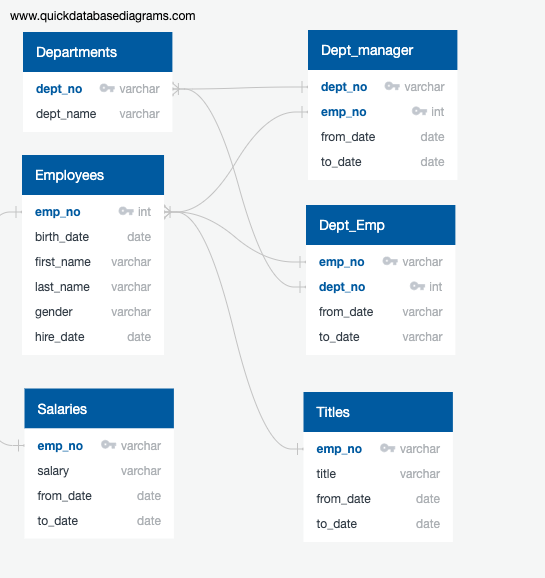 www.quickdatabasediagrams.com
Departments
dept_no varchar
dept_name varchar
Dept_manager
dept_no varchar
emp_no int
from_date date
to_date date
Employees
emp_no int
birth_date date
first_name varchar
last_name varchar
gender varchar
hire_date date
Dept_Emp
emp_no varchar
dept_no int
from_date varchar
to_date varchar
Salaries
emp_no varchar
salary varchar
from_date date
to_date date
Titles
emp_no varchar
title varchar
from_date date
to_date date